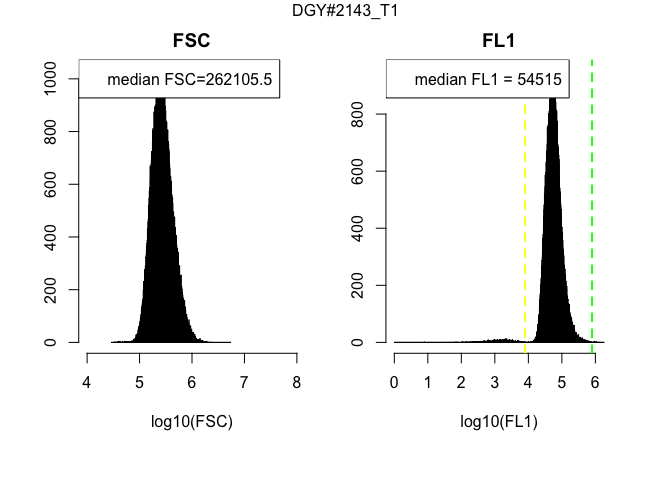 DGY#2143_T1
FSC
median FSC=262105.5
0
200
400
600
800
1000
4 5 6 7 8
log10(FSC)
FL1
median FL1 = 54515
0
200
400
600
800
0 1 2 3 4 5 6
log10(FL1)